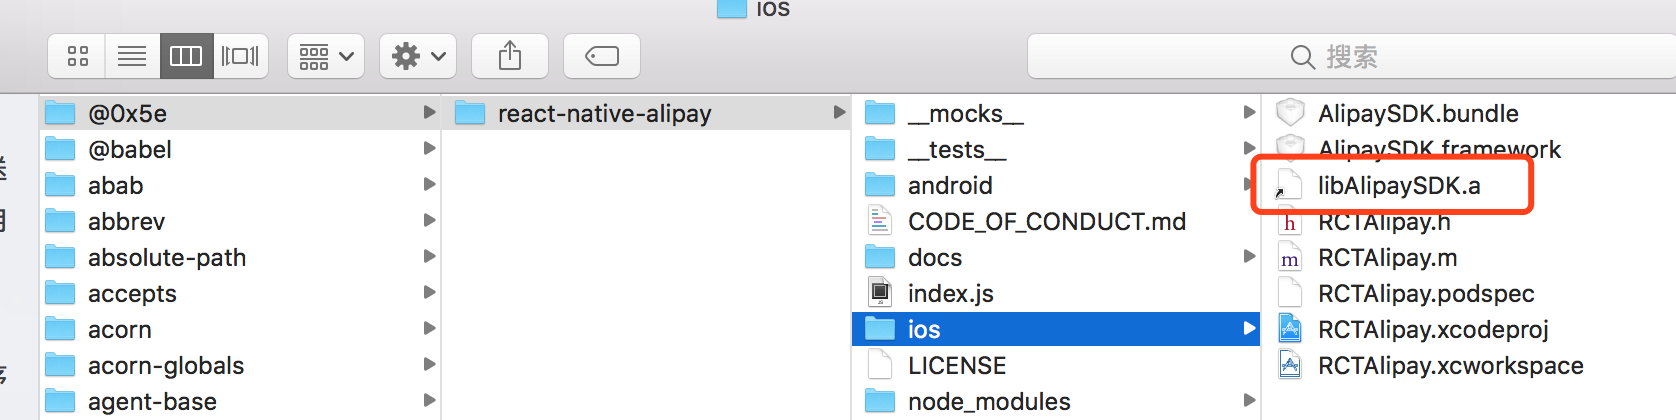 ios
搜索
@0x5e
@babel
abab
abbrev
absolute-path
accepts
acorn
acorn-globals
agent-base
react-native-alipay
__mocks__
__tests__
android
CODE_OF_CONDUCT.md
docs
index.js
ios
LICENSE
node_modules
AlipaySDK.bundle
AlipaySDK.framework
libAlipaySDK.a
RCTAlipay.h
RCTAlipay.m
RCTAlipay.podspec
RCTAlipay.xcodeproj
RCTAlipay.xcworkspace